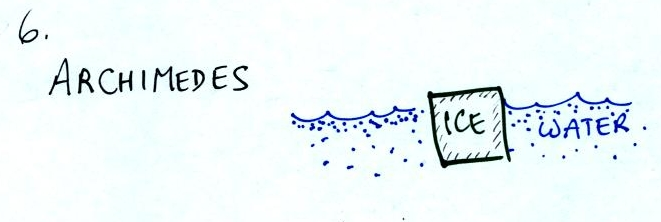 6.
ARCHIMEDES
ICE
WATER